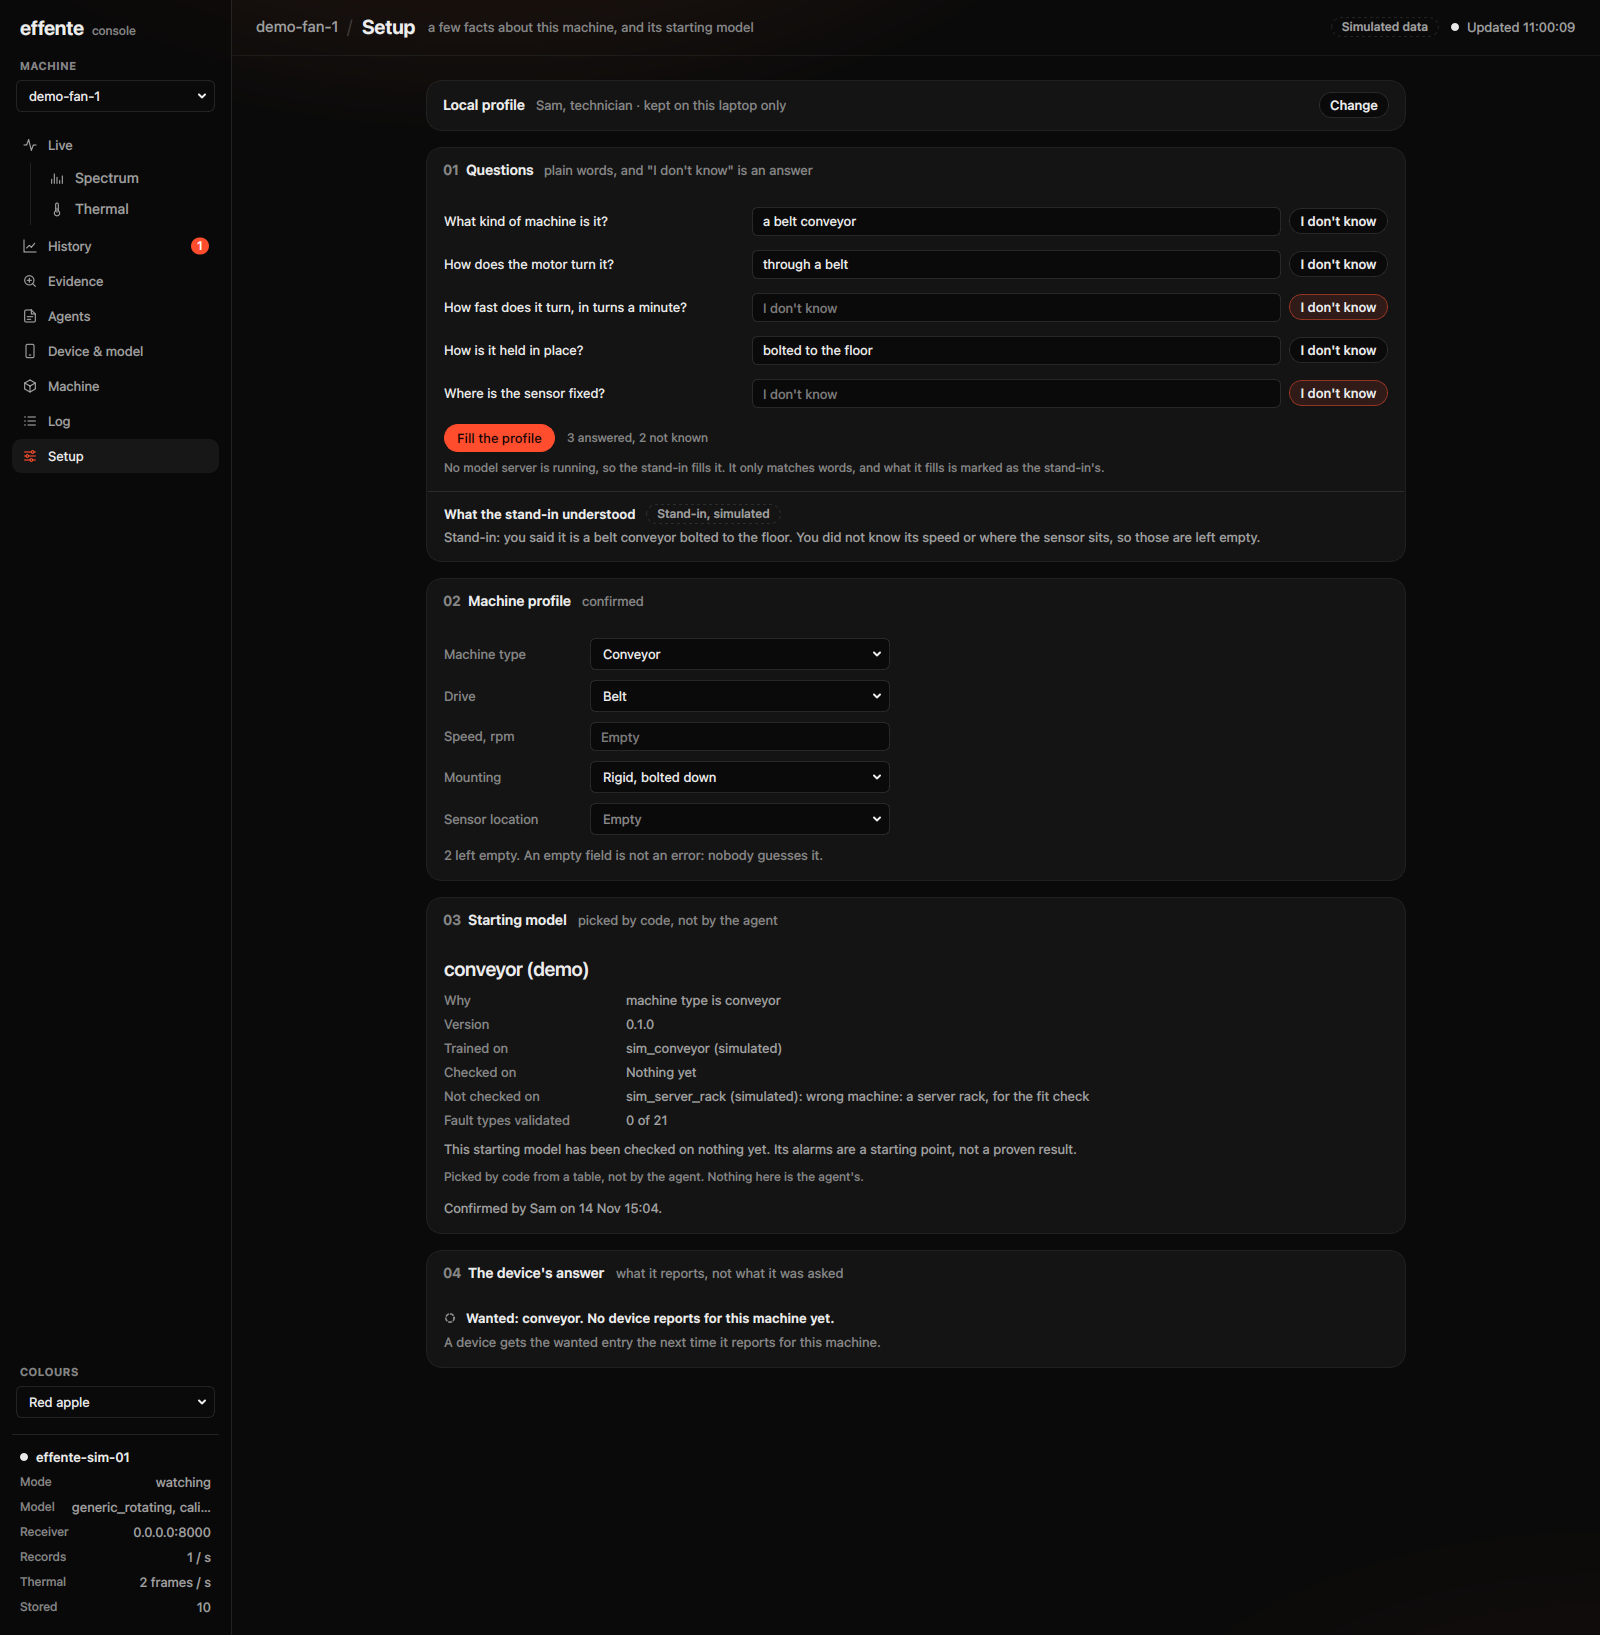 effente console
MACHINE
demo-fan-1
Live
Spectrum
Thermal
History 1
Evidence
Agents
Device & model
Machine
Log
Setup
COLOURS
Red apple
effente-sim-01
Mode watching
Model generic_rotating, cali...
Receiver 0.0.0.0:8000
Records 1 / s
Thermal 2 frames / s
Stored 10
demo-fan-1 / Setup a few facts about this machine, and its starting model
Simulated data Updated 11:00:09
Local profile Sam, technician · kept on this laptop only Change
01 Questions plain words, and "I don't know" is an answer
What kind of machine is it? a belt conveyor I don't know
How does the motor turn it? through a belt I don't know
How fast does it turn, in turns a minute? I don't know I don't know
How is it held in place? bolted to the floor I don't know
Where is the sensor fixed? I don't know I don't know
Fill the profile 3 answered, 2 not known
No model server is running, so the stand-in fills it. It only matches words, and what it fills is marked as the stand-in's.
What the stand-in understood Stand-in, simulated
Stand-in: you said it is a belt conveyor bolted to the floor. You did not know its speed or where the sensor sits, so those are left empty.
02 Machine profile confirmed
Machine type Conveyor
Drive Belt
Speed, rpm Empty
Mounting Rigid, bolted down
Sensor location Empty
2 left empty. An empty field is not an error: nobody guesses it.
03 Starting model picked by code, not by the agent
conveyor (demo)
Why machine type is conveyor
Version 0.1.0
Trained on sim_conveyor (simulated)
Checked on Nothing yet
Not checked on sim_server_rack (simulated): wrong machine: a server rack, for the fit check
Fault types validated 0 of 21
This starting model has been checked on nothing yet. Its alarms are a starting point, not a proven result.
Picked by code from a table, not by the agent. Nothing here is the agent's.
Confirmed by Sam on 14 Nov 15:04.
04 The device's answer what it reports, not what it was asked
Wanted: conveyor. No device reports for this machine yet.
A device gets the wanted entry the next time it reports for this machine.